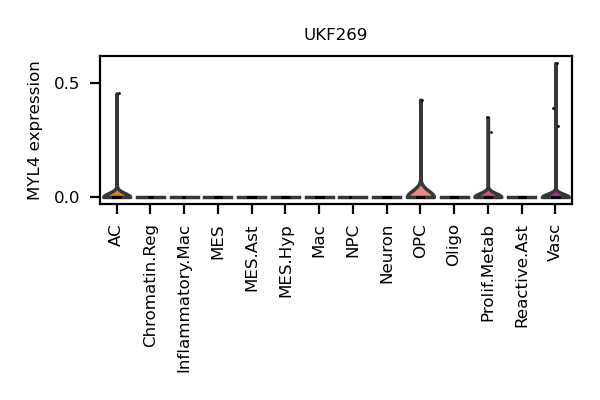 UKF269
MYL4 expression
0.5
0.0
AC
Chromatin.Reg
Inflammatory.Mac
MES
MES.Ast
MES.Hyp
Mac
NPC
Neuron
OPC
Oligo
Prolif.Metab
Reactive.Ast
Vasc